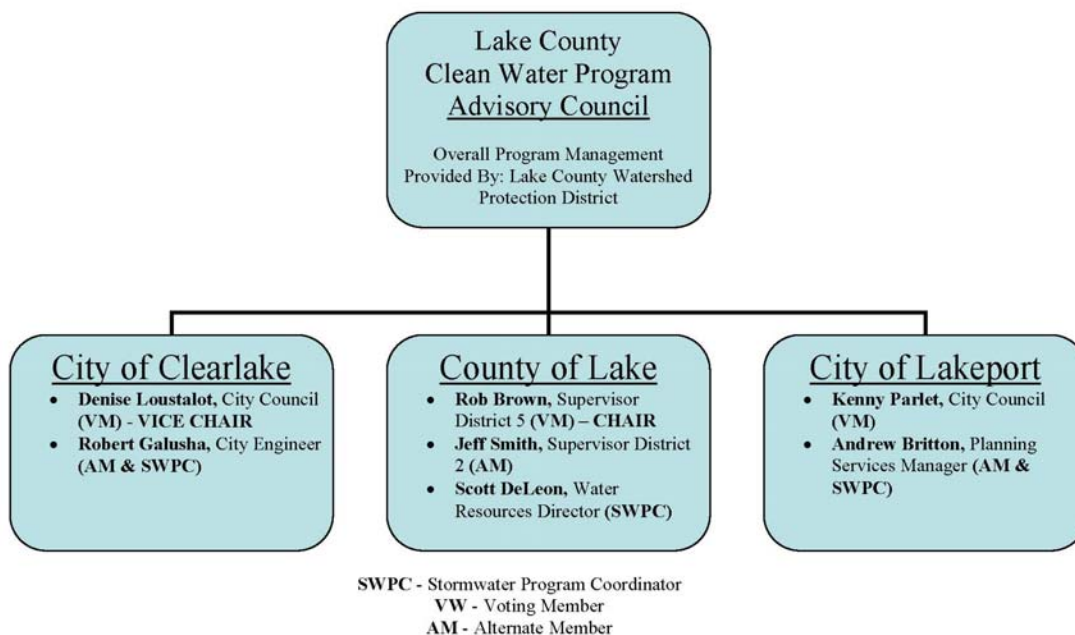 Lake County
Clean Water Program
Advisory Council
Overall Program Management
Provided By: Lake County Watershed
Protection District
City of Clearlake
• Denise Loustalot, City Council
(VM) - VICE CHAIR
• Robert Galusha, City Engineer
(AM & SWPC)
County of Lake
• Rob Brown, Supervisor
District 5 (VM) – CHAIR
• Jeff Smith, Supervisor District
2 (AM)
• Scott DeLeon, Water
Resources Director (SWPC)
City of Lakeport
• Kenny Parlet, City Council
(VM)
• Andrew Britton, Planning
Services Manager (AM &
SWPC)
SWPC - Stormwater Program Coordinator
VW - Voting Member
AM - Alternate Member